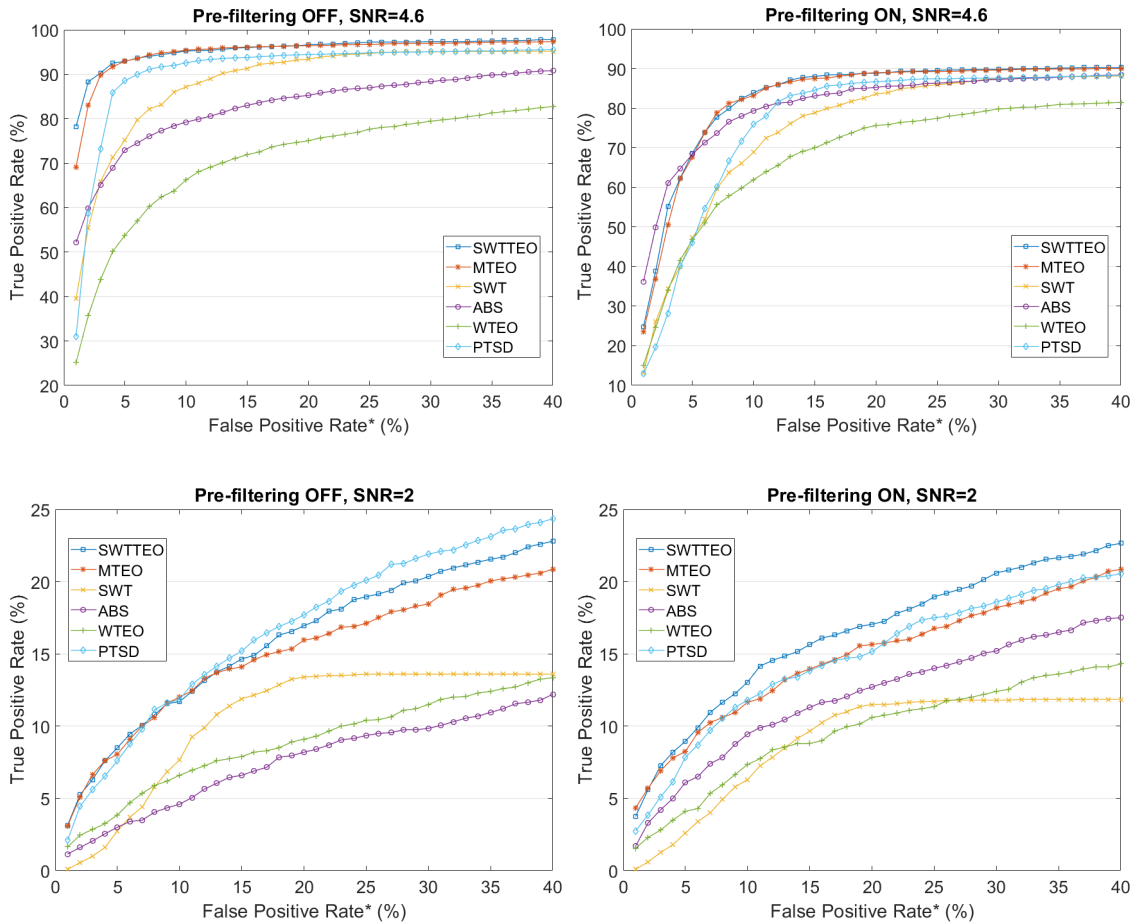 Pre-filtering OFF, SNR=4.6
True Positive Rate (%)
100
90
80
70
60
50
40
30
20
0
5
10
15
20
25
30
35
40
False Positive Rate* (%)
SWTTEO
MTEO
SWT
ABS
WTEO
PTSD
Pre-filtering ON, SNR=4.6
True Positive Rate (%)
100
90
80
70
60
50
40
30
20
10
0
5
10
15
20
25
30
35
40
False Positive Rate* (%)
SWTTEO
MTEO
SWT
ABS
WTEO
PTSD
Pre-filtering OFF, SNR=2
True Positive Rate (%)
25
20
15
10
5
0
0
5
10
15
20
25
30
35
40
False Positive Rate* (%)
SWTTEO
MTEO
SWT
ABS
WTEO
PTSD
Pre-filtering ON, SNR=2
True Positive Rate (%)
25
20
15
10
5
0
0
5
10
15
20
25
30
35
40
False Positive Rate* (%)
SWTTEO
MTEO
SWT
ABS
WTEO
PTSD